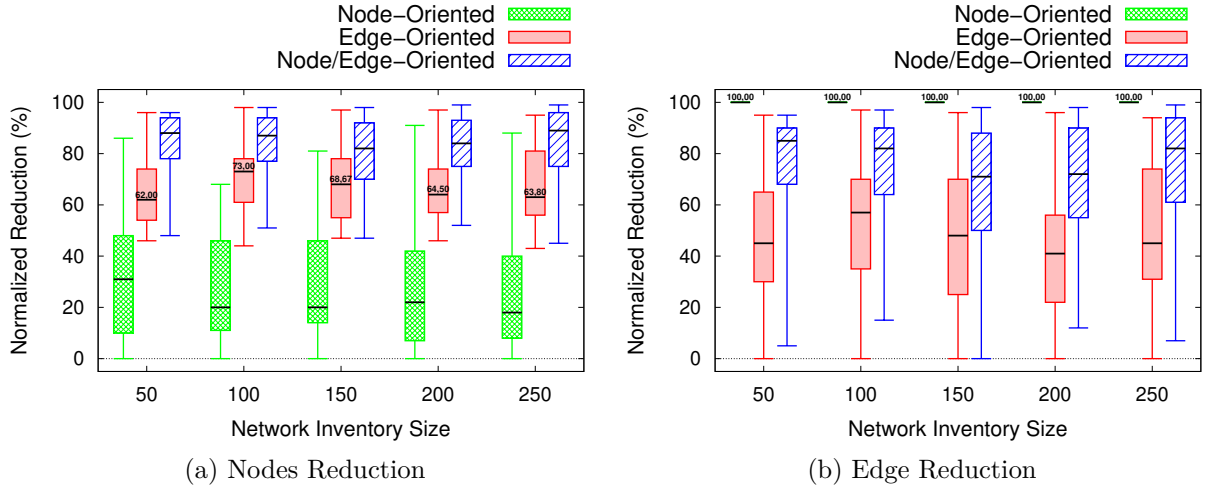 Node-Oriented
Edge-Oriented
Node/Edge-Oriented
Normalized Reduction (%)
100
80
60
40
20
0
62,00
73,00
68,67
64,50
63,80
50 100 150 200 250
Network Inventory Size
(a) Nodes Reduction
Node-Oriented
Edge-Oriented
Node/Edge-Oriented
Normalized Reduction (%)
100
80
60
40
20
0
100,00 100,00 100,00 100,00 100,00
50 100 150 200 250
Network Inventory Size
(b) Edge Reduction